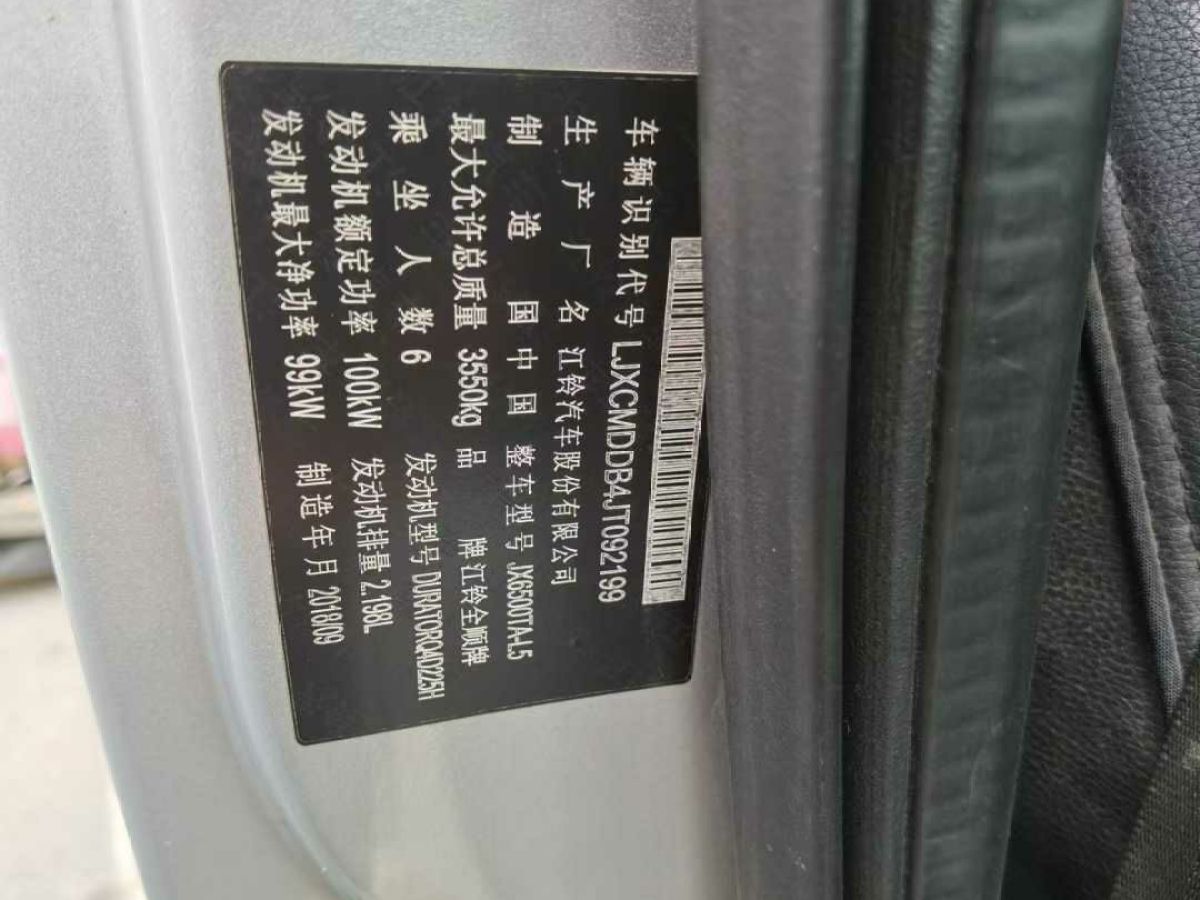 车辆识别代号 LJXCMDDB4JT092199
生产厂名 江铃汽车股份有限公司
制造国 中国 整车型号 JX6500TA-L5
最大允许总质量 3550kg 品牌 江铃全顺牌
乘坐人数 6 发动机型号 DURATORQ4D225H
发动机额定功率 100kW 发动机排量 2.198L
发动机最大净功率 99kW 制造年月 2018/09